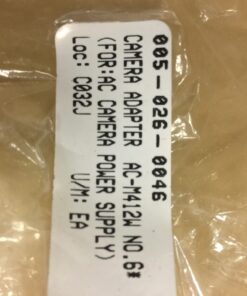 005-026-0046
CAMERA ADAPTER AC-M412W NO.6*
(FOR:AC CAMERA POWER SUPPLY)
Loc: C032J U/M: EA